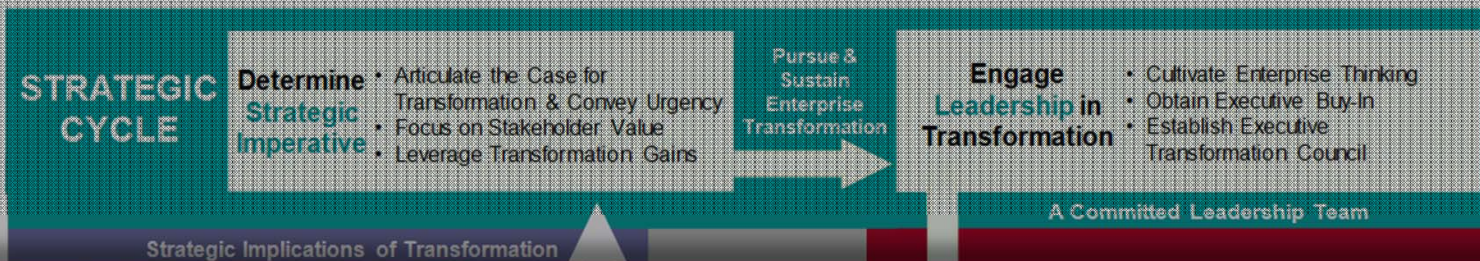 STRATEGIC
CYCLE
Determine
Strategic
Imperative
• Articulate the Case for
Transformation & Convey Urgency
• Focus on Stakeholder Value
• Leverage Transformation Gains
Pursue &
Sustain
Enterprise
Transformation
Engage
Leadership in
Transformation
• Cultivate Enterprise Thinking
• Obtain Executive Buy-In
• Establish Executive
Transformation Council
A Committed Leadership Team
Strategic Implications of Transformation